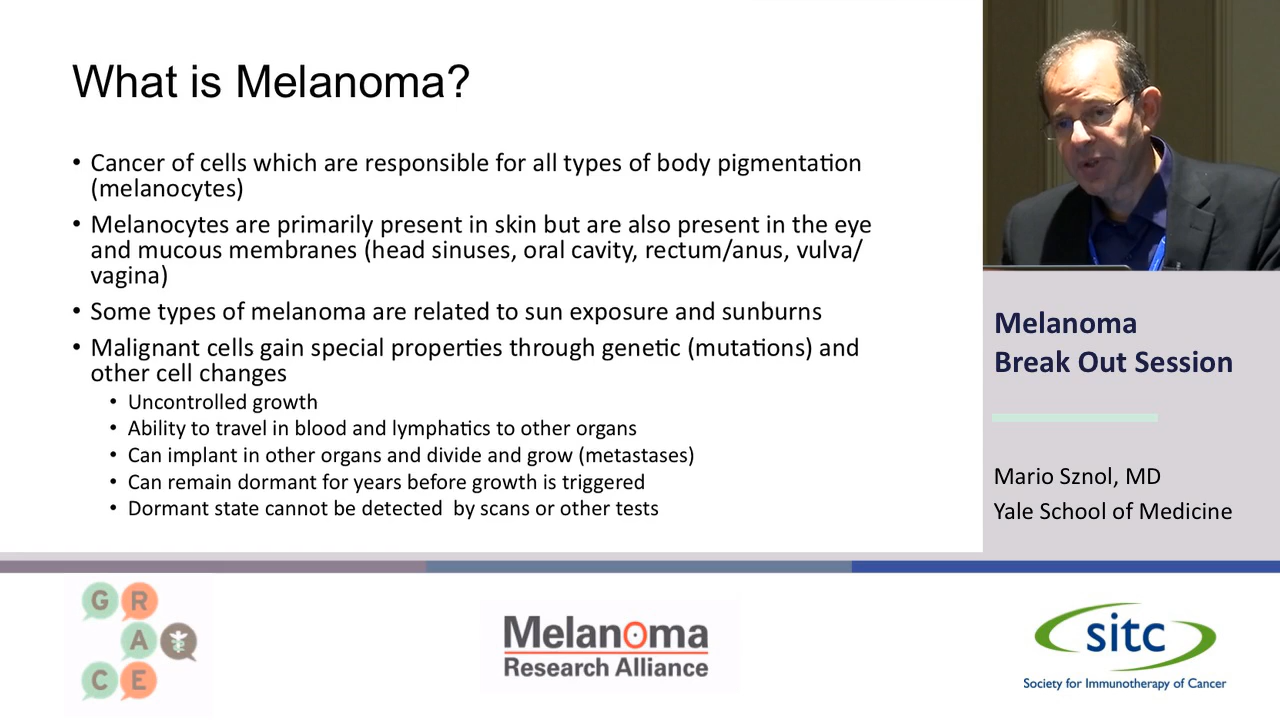 What is Melanoma?
• Cancer of cells which are responsible for all types of body pigmentation
(melanocytes)
• Melanocytes are primarily present in skin but are also present in the eye
and mucous membranes (head sinuses, oral cavity, rectum/anus, vulva/
vagina)
• Some types of melanoma are related to sun exposure and sunburns
• Malignant cells gain special properties through genetic (mutations) and
other cell changes
• Uncontrolled growth
• Ability to travel in blood and lymphatics to other organs
• Can implant in other organs and divide and grow (metastases)
• Can remain dormant for years before growth is triggered
• Dormant state cannot be detected  by scans or other tests
Melanoma
Break Out Session
Mario Sznol, MD
Yale School of Medicine
G R
A
C E
Melanoma
Research Alliance
sitc
Society for Immunotherapy of Cancer